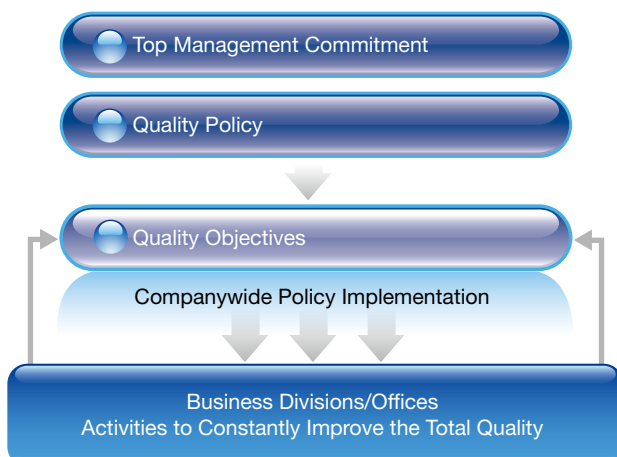 Top Management Commitment
Quality Policy
Quality Objectives
Companywide Policy Implementation
Business Divisions/Offices
Activities to Constantly Improve the Total Quality